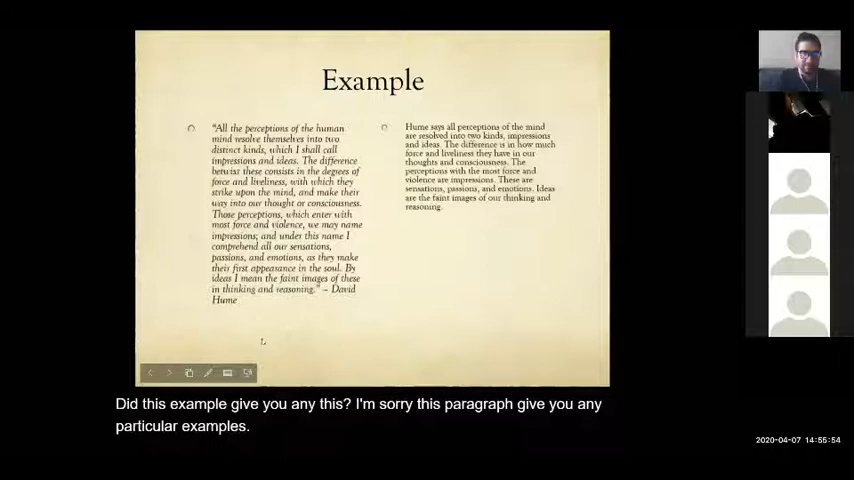 Example
"All the perceptions of the human
mind resolve themselves into two
distinct kinds, which I shall call
impressions and ideas. The difference
betwixt these consists in the degrees of
force and liveliness, with which they
strike upon the mind, and make their
way into our thought or consciousness.
Those perceptions, which enter with
most force and violence, we may name
impressions; and under this name I
comprehend all our sensations,
passions, and emotions, as they make
their first appearance in the soul. By
ideas I mean the faint images of these
in thinking and reasoning." – David
Hume
Hume says all perceptions of the mind
are resolved into two kinds, impressions
and ideas. The difference is in how much
force and liveliness they have in our
thoughts and consciousness. The
perceptions with the most force and
violence are impressions. These are
sensations, passions, and emotions. Ideas
are the faint images of our thinking and
reasoning.
Did this example give you any this? I'm sorry this paragraph give you any
particular examples.
2020-04-07 14:55:54